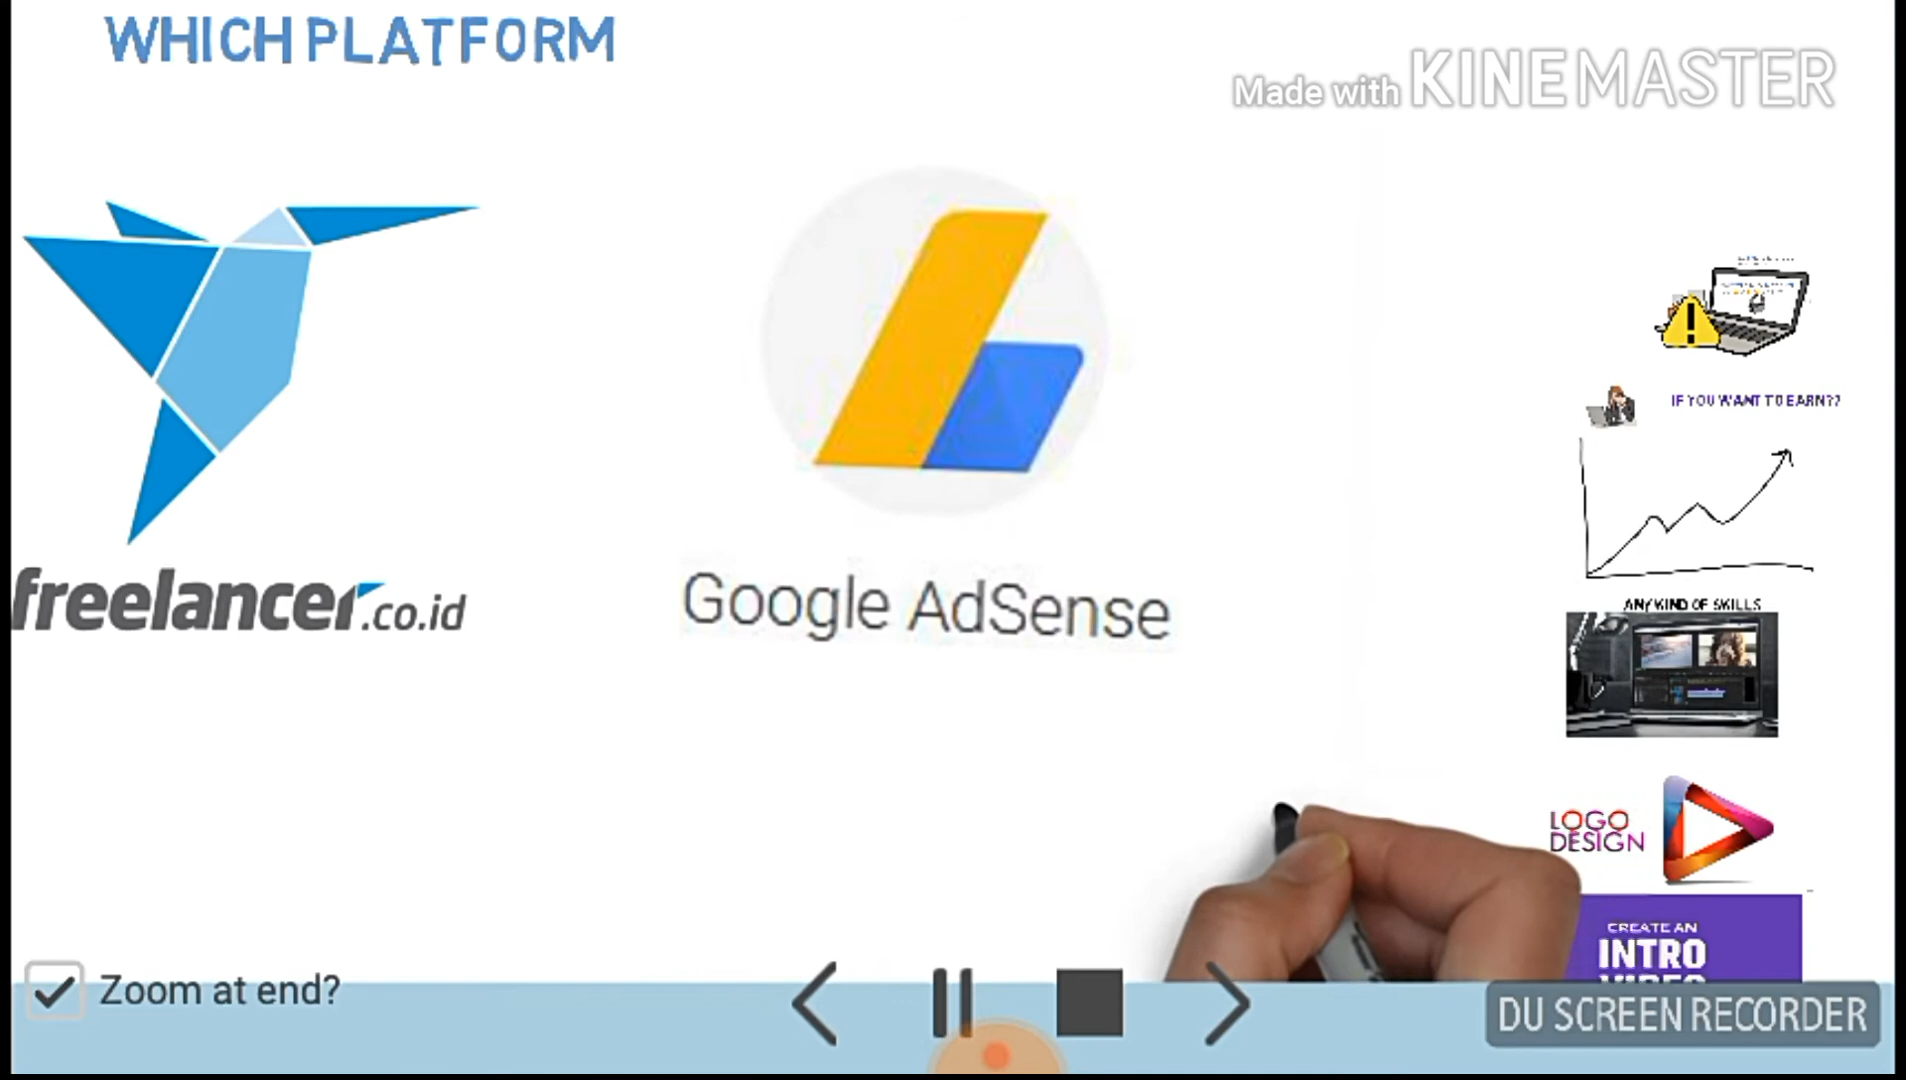 WHICH PLATFORM
Made with KINEMASTER
freelancer.co.id
Google AdSense
IF YOU WANT TO EARN??
ANY KIND OF SKILLS
LOGO
DESIGN
CREATE AN
INTRO
VIDEO
Zoom at end?
DU SCREEN RECORDER